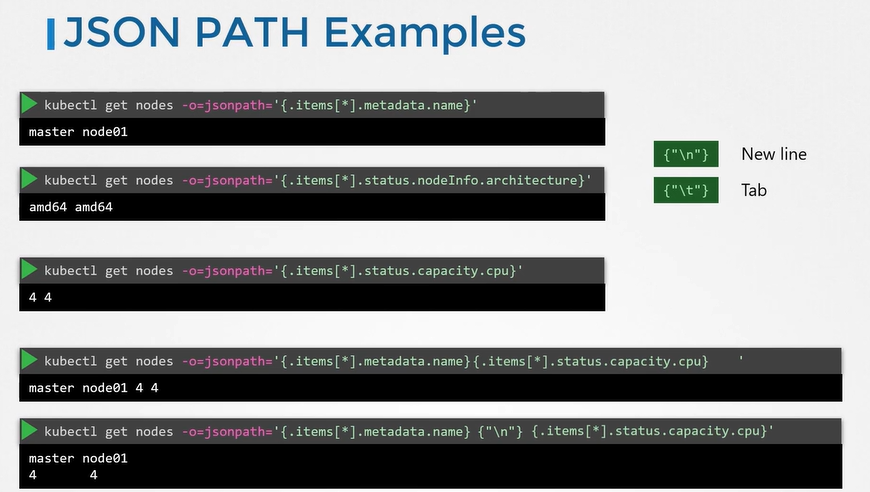 JSON PATH Examples
kubectl get nodes -o=jsonpath='{.items[*].metadata.name}'
master node01
{"\n"} New line
kubectl get nodes -o=jsonpath='{.items[*].status.nodeInfo.architecture}'
{"\t"} Tab
amd64 amd64
kubectl get nodes -o=jsonpath='{.items[*].status.capacity.cpu}'
4 4
kubectl get nodes -o=jsonpath='{.items[*].metadata.name}{.items[*].status.capacity.cpu} '
master node01 4 4
kubectl get nodes -o=jsonpath='{.items[*].metadata.name} {"\n"} {.items[*].status.capacity.cpu}'
master node01
4 4